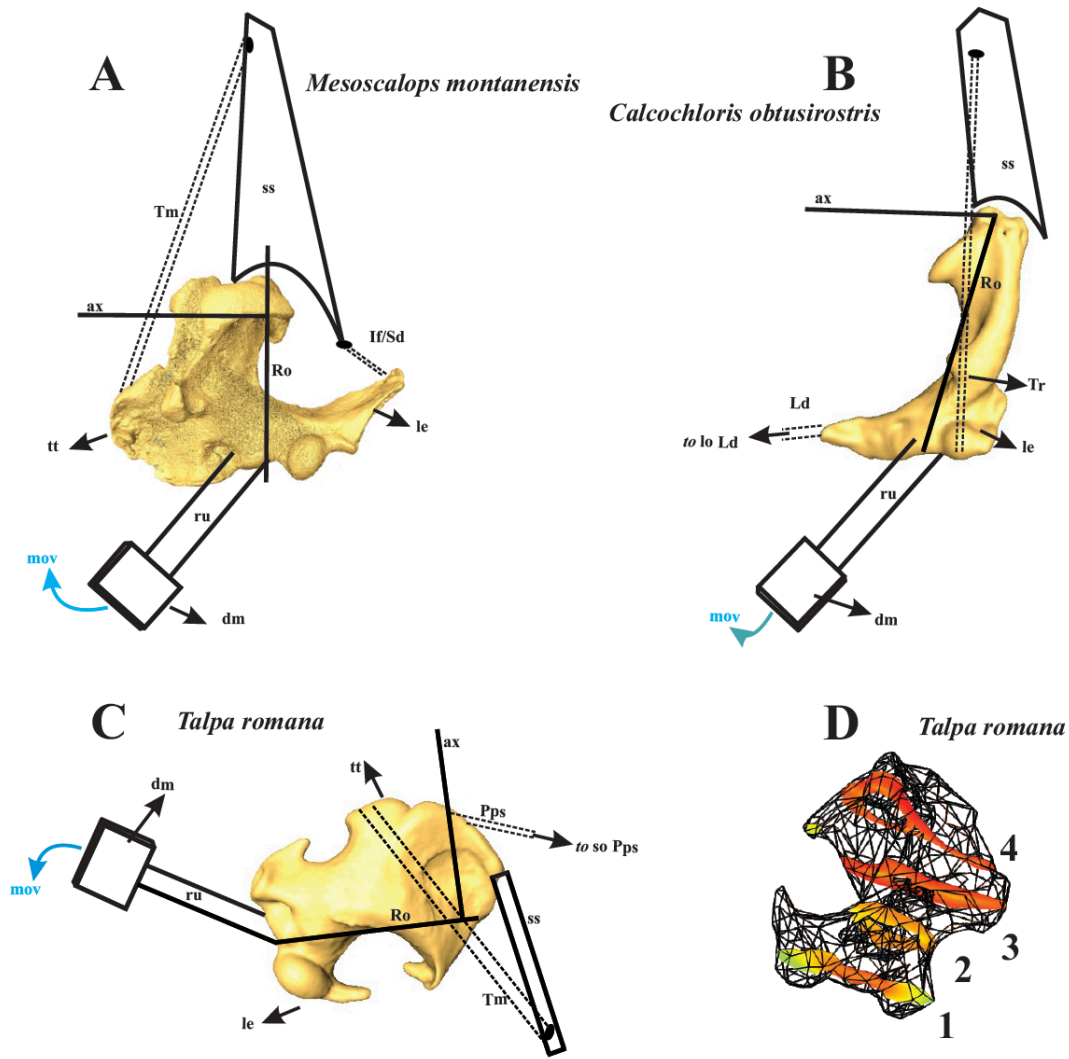 A
Mesoscalops montanensis
Tm
ss
ax
If/Sd
Ro
le
tt
ru
mov
dm
B
Calcochloris obtusirostris
ss
ax
Ro
Tr
Ld
to lo Ld
le
ru
mov
dm
C
Talpa romana
ax
tt
dm
Pps
to so Pps
mov
ru
Ro
ss
Tm
le
D
Talpa romana
4
3
2
1